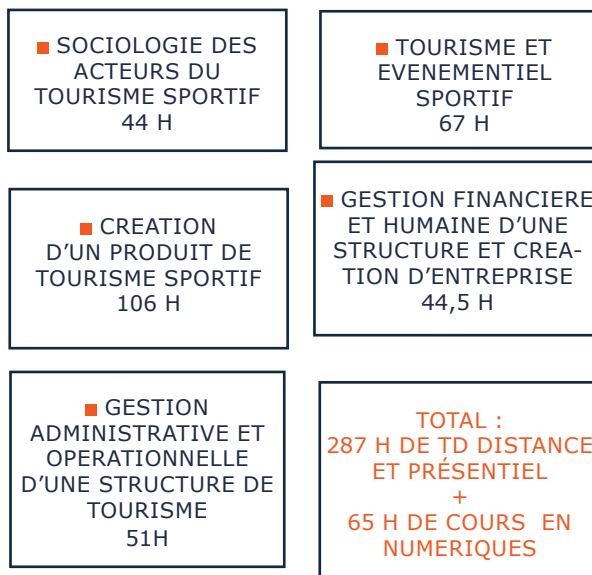 ■ SOCIOLOGIE DES
ACTEURS DU
TOURISME SPORTIF
44 H
■ TOURISME ET
EVENEMENTIEL
SPORTIF
67 H
■ CREATION
D'UN PRODUIT DE
TOURISME SPORTIF
106 H
■ GESTION FINANCIERE
ET HUMAINE D'UNE
STRUCTURE ET CREA-
TION D'ENTREPRISE
44,5 H
■ GESTION
ADMINISTRATIVE ET
OPERATIONNELLE
D'UNE STRUCTURE DE
TOURISME
51H
TOTAL :
287 H DE TD DISTANCE
ET PRÉSENTIEL
+
65 H DE COURS EN
NUMERIQUES